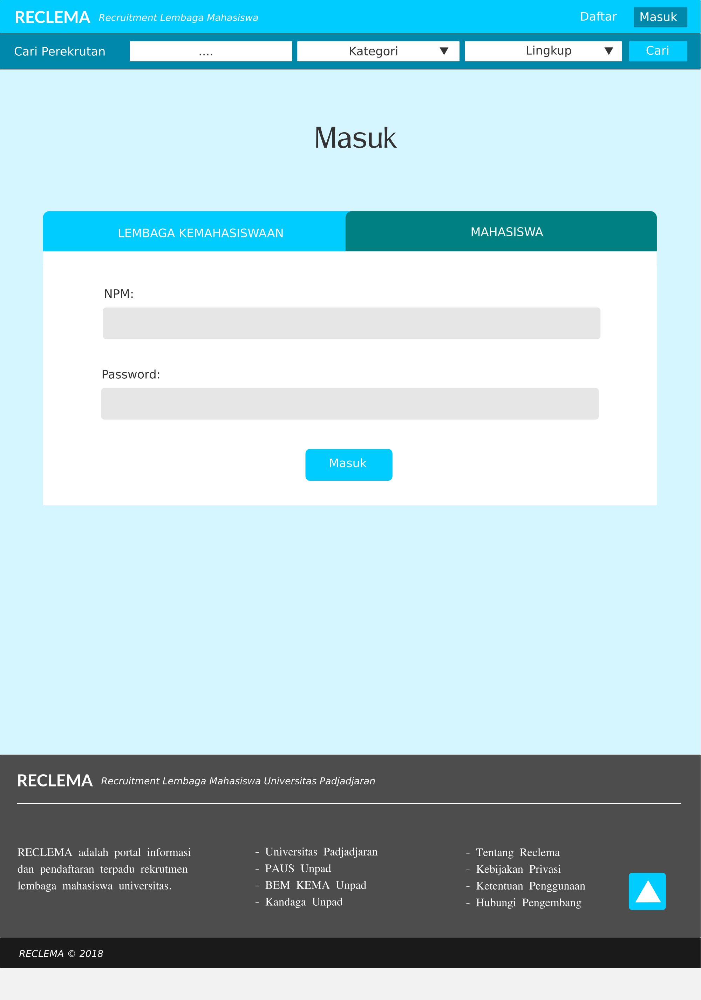 RECLEMA Recruitment Lembaga Mahasiswa Daftar Masuk
Cari Perekrutan .... Kategori ▼ Lingkup ▼ Cari
Masuk
LEMBAGA KEMAHASISWAAN MAHASISWA
NPM:
Password:
Masuk
RECLEMA Recruitment Lembaga Mahasiswa Universitas Padjadjaran
RECLEMA adalah portal informasi
dan pendaftaran terpadu rekrutmen
lembaga mahasiswa universitas.
- Universitas Padjadjaran
- PAUS Unpad
- BEM KEMA Unpad
- Kandaga Unpad
- Tentang Reclema
- Kebijakan Privasi
- Ketentuan Penggunaan
- Hubungi Pengembang
RECLEMA © 2018